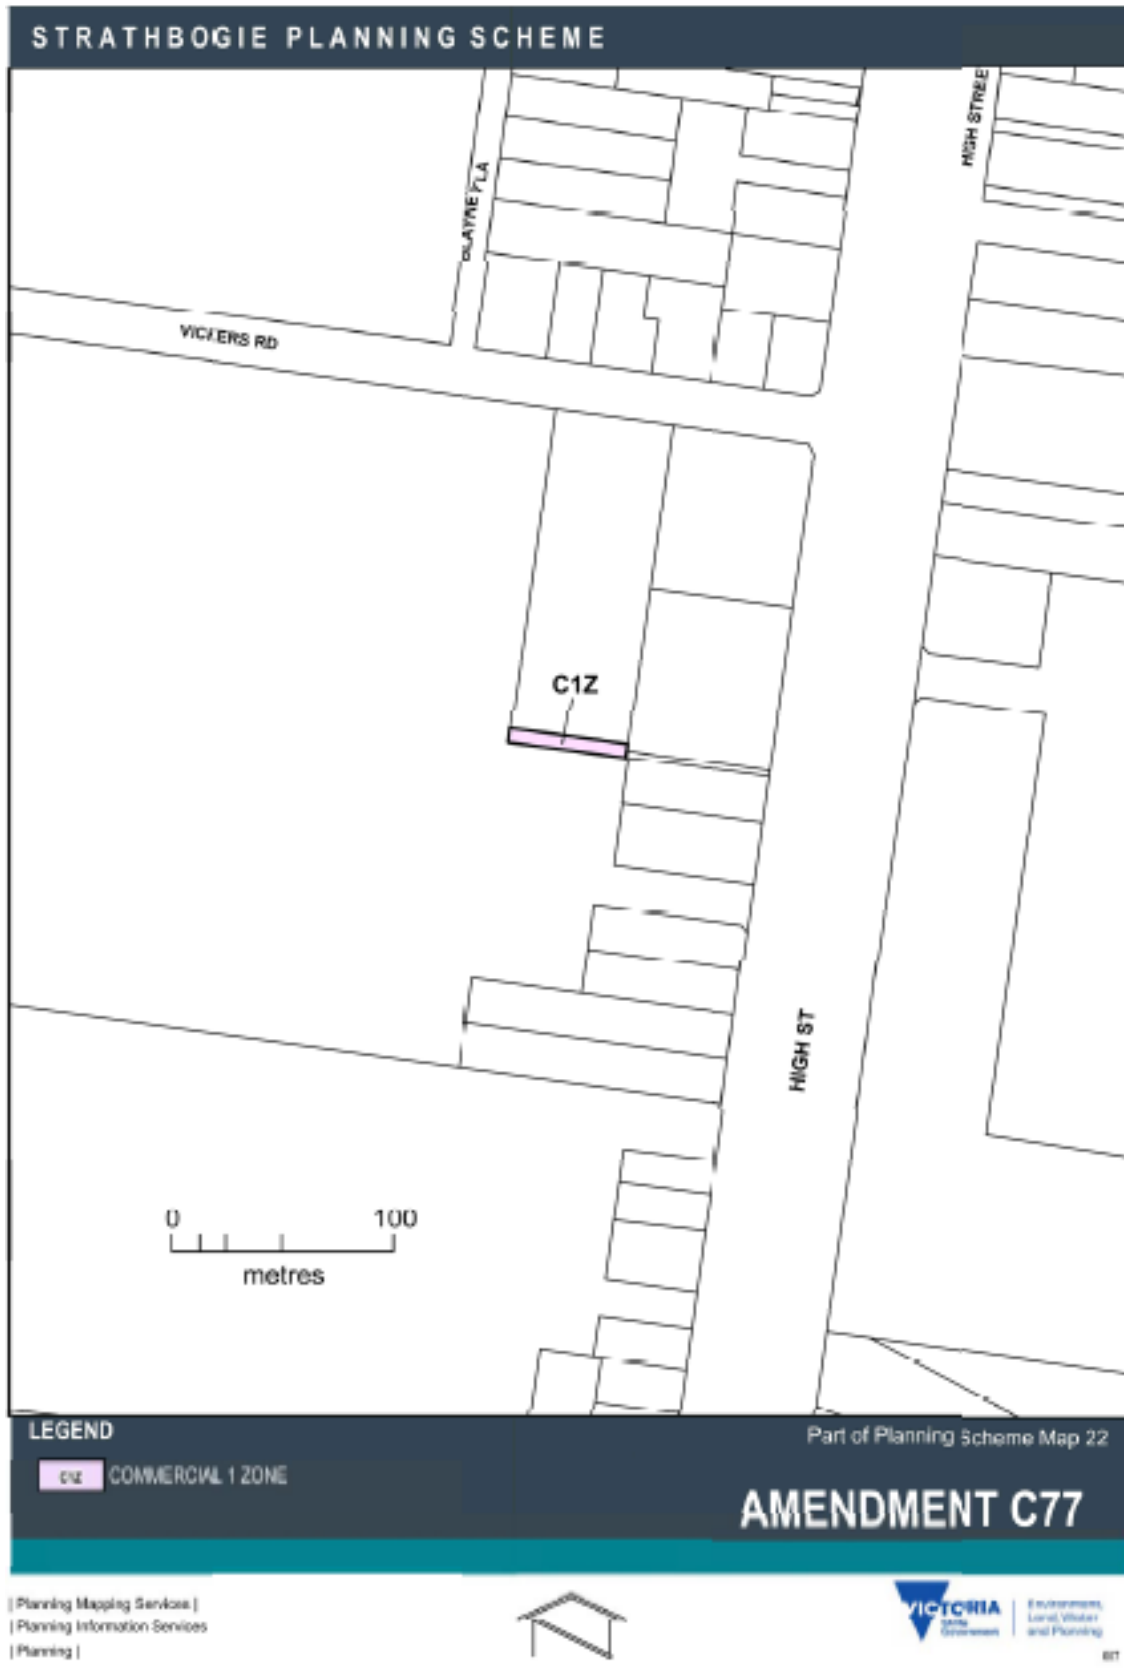 STRATHBOGIE PLANNING SCHEME
HIGH STREE
VICKERS RD
C1Z
HIGH ST
0 100
metres
LEGEND
C1Z COMMERCIAL 1 ZONE
Part of Planning Scheme Map 22
AMENDMENT C77
| Planning Mapping Services |
| Planning Information Services
| Planning |
VICTORIA
State
Government
Environment,
Land, Water
and Planning